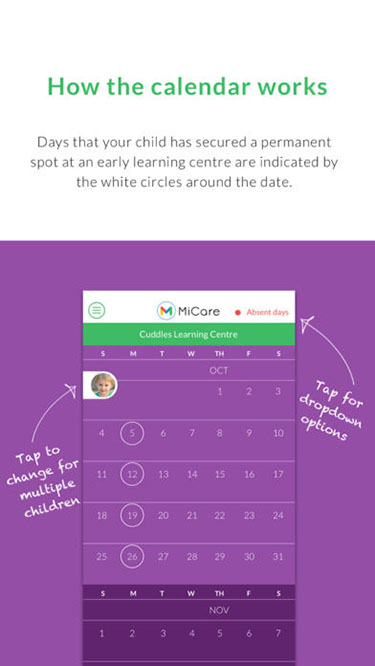 How the calendar works
Days that your child has secured a permanent
spot at an early learning centre are indicated by
the white circles around the date.
MiCare
Absent days
Cuddles Learning Centre
S M T W TH F S
OCT
1 2 3
4 5 6 7 8 9 10
11 12 13 14 15 16 17
18 19 20 21 22 23 24
25 26 27 28 29 30 31
S M T W TH F S
NOV
1 2 3 4 5 6 7
Tap for
dropdown
options
Tap to
change for
multiple
children